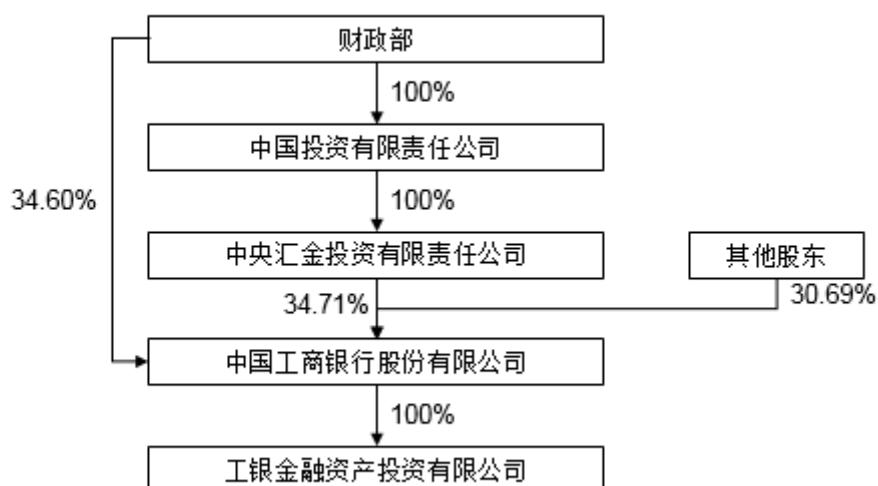 财政部
100%
中国投资有限责任公司
34.60%
100%
中央汇金投资有限责任公司
其他股东
34.71%
30.69%
中国工商银行股份有限公司
100%
工银金融资产投资有限公司